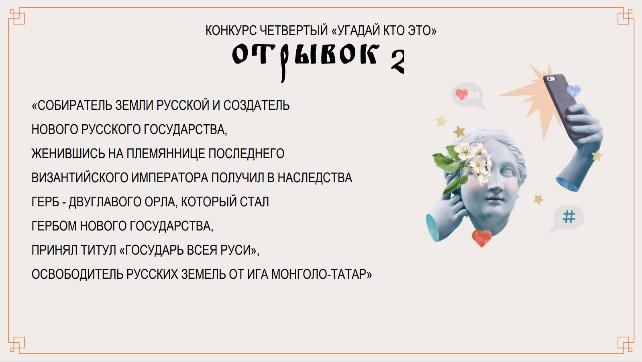 КОНКУРС ЧЕТВЕРТЫЙ «УГАДАЙ КТО ЭТО»
ОТРЫВОК 2
«СОБИРАТЕЛЬ ЗЕМЛИ РУССКОЙ И СОЗДАТЕЛЬ
НОВОГО РУССКОГО ГОСУДАРСТВА,
ЖЕНИВШИСЬ НА ПЛЕМЯННИЦЕ ПОСЛЕДНЕГО
ВИЗАНТИЙСКОГО ИМПЕРАТОРА ПОЛУЧИЛ В НАСЛЕДСТВА
ГЕРБ - ДВУГЛАВОГО ОРЛА, КОТОРЫЙ СТАЛ
ГЕРБОМ НОВОГО ГОСУДАРСТВА,
ПРИНЯЛ ТИТУЛ «ГОСУДАРЬ ВСЕЯ РУСИ»,
ОСВОБОДИТЕЛЬ РУССКИХ ЗЕМЕЛЬ ОТ ИГА МОНГОЛО-ТАТАР»
#